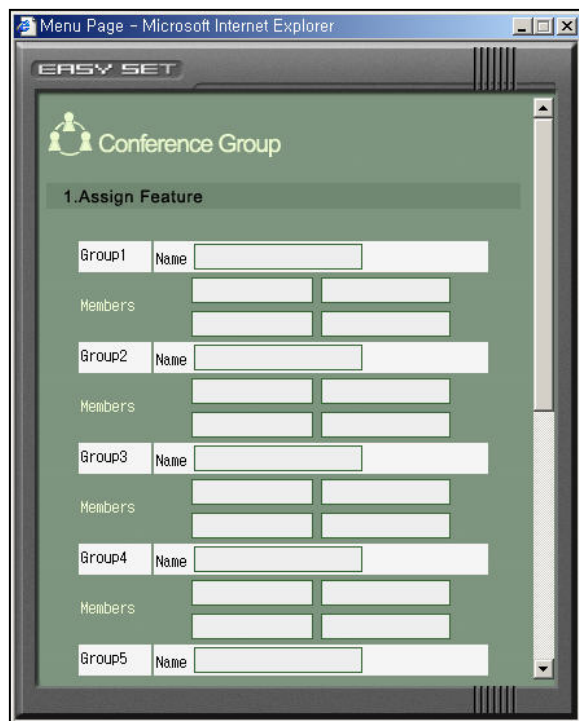 Menu Page - Microsoft Internet Explorer
EASY SET
Conference Group
1.Assign Feature
Group1 Name
Members
Group2 Name
Members
Group3 Name
Members
Group4 Name
Members
Group5 Name